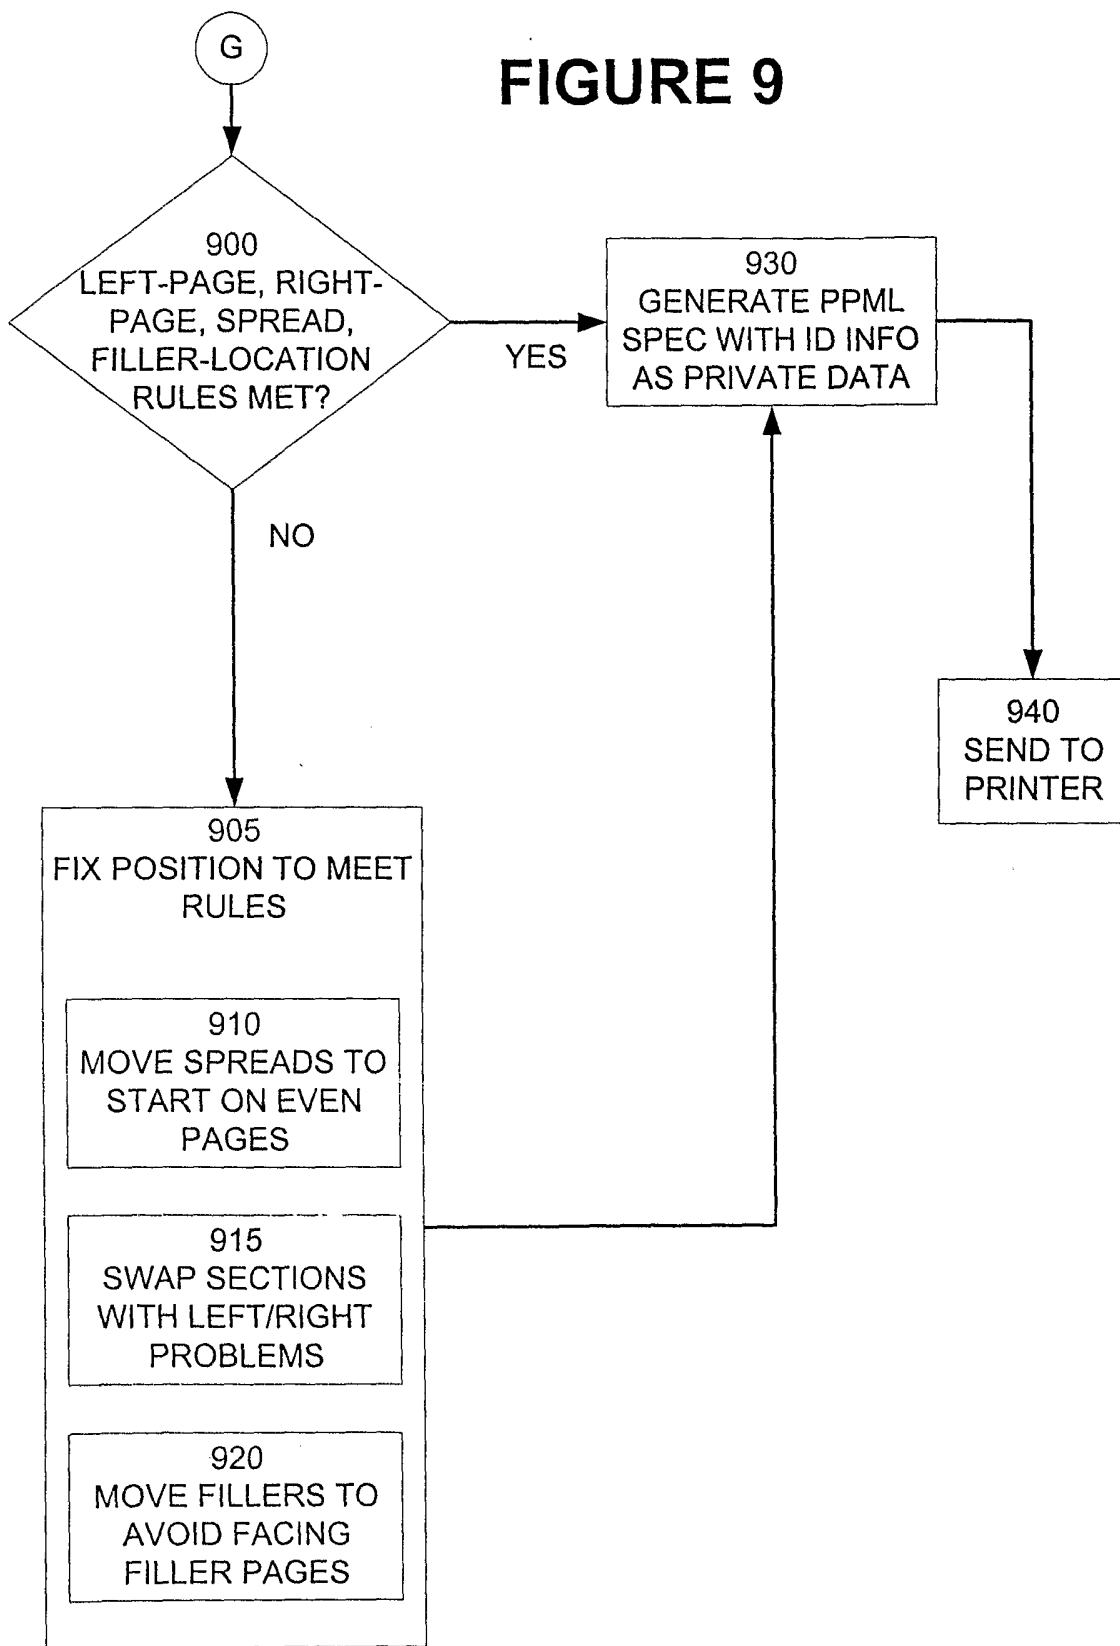 G
FIGURE 9
900
LEFT-PAGE, RIGHT-
PAGE, SPREAD,
FILLER-LOCATION
RULES MET?
YES
930
GENERATE PPML
SPEC WITH ID INFO
AS PRIVATE DATA
NO
940
SEND TO
PRINTER
905
FIX POSITION TO MEET
RULES
910
MOVE SPREADS TO
START ON EVEN
PAGES
915
SWAP SECTIONS
WITH LEFT/RIGHT
PROBLEMS
920
MOVE FILLERS TO
AVOID FACING
FILLER PAGES